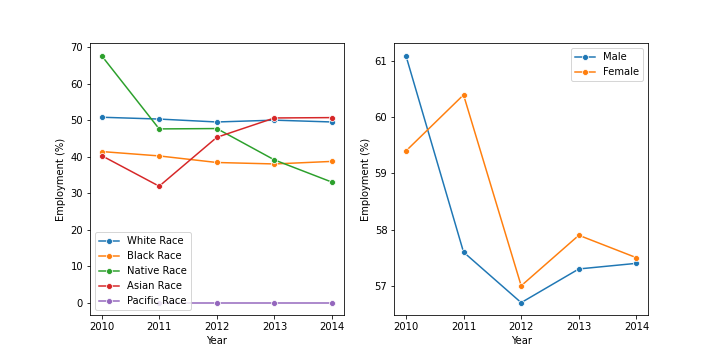 70
60
50
40
30
20
10
0
Employment (%)
White Race
Black Race
Native Race
Asian Race
Pacific Race
2010 2011 2012 2013 2014
Year
61
60
59
58
57
Employment (%)
Male
Female
2010 2011 2012 2013 2014
Year